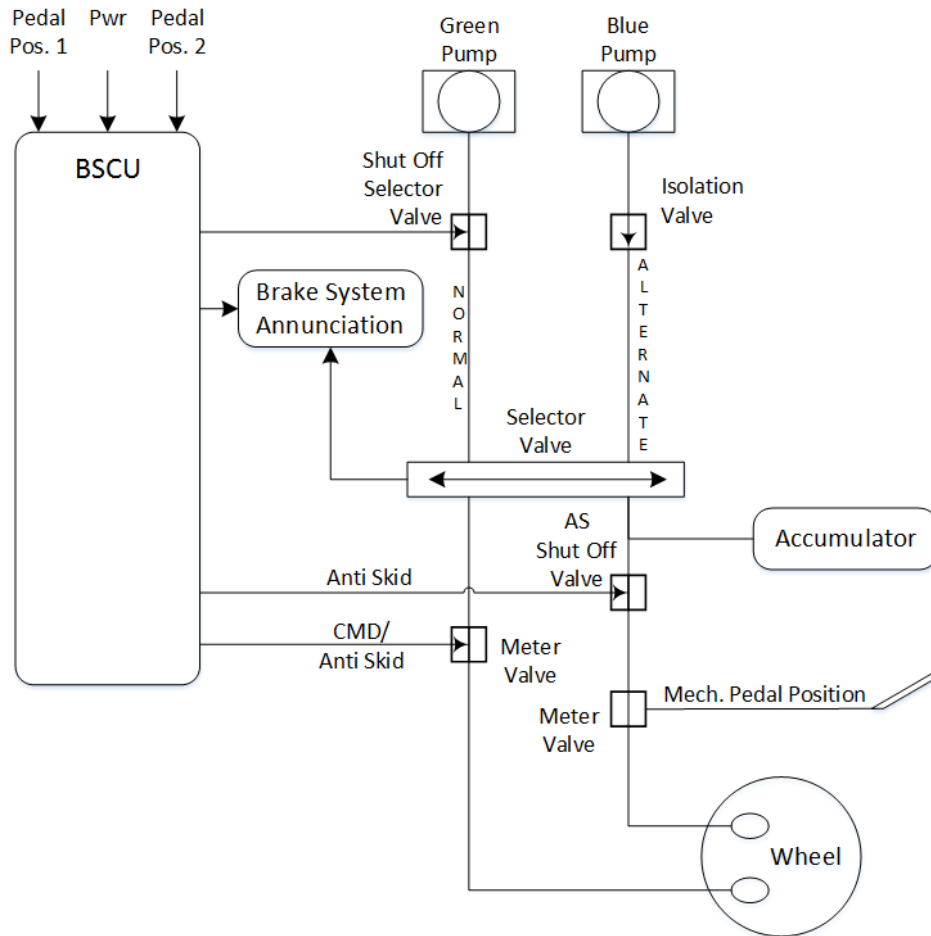 Pedal
Pos. 1
Pwr
Pedal
Pos. 2
Green
Pump
Blue
Pump
BSCU
Shut Off
Selector
Valve
Isolation
Valve
Brake System
Annunciation
NORMAL
ALTERNATE
Selector
Valve
AS
Shut Off
Valve
Accumulator
Anti Skid
CMD/
Anti Skid
Meter
Valve
Mech. Pedal Position
Meter
Valve
Wheel